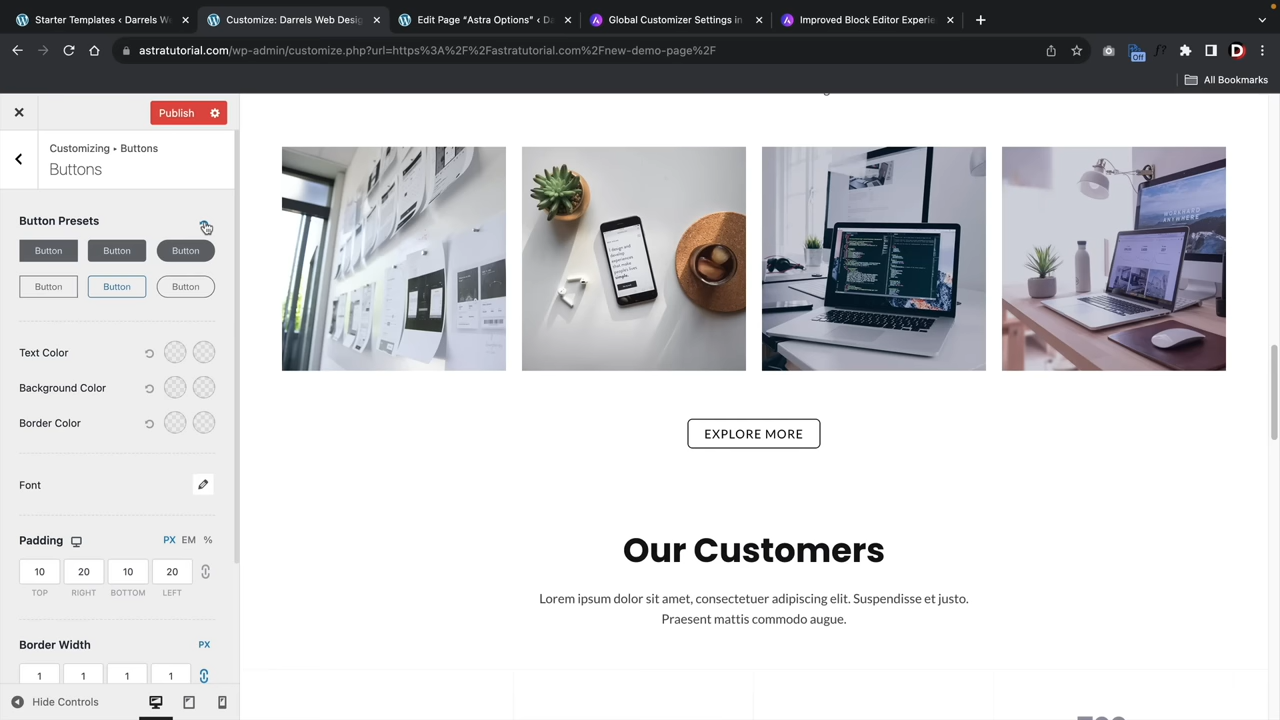 Starter Templates ‹ Darrels We
Customize: Darrels Web Desig
Edit Page “Astra Options” ‹ Da
Global Customizer Settings in
Improved Block Editor Experie
astratutorial.com/wp-admin/customize.php?url=https%3A%2F%2Fastratutorial.com%2Fnew-demo-page%2F
Off
All Bookmarks
Publish
Customizing ‣ Buttons
Buttons
Button Presets
Button Button Button
Button Button Button
Text Color
Background Color
Border Color
Font
Padding PX EM %
10 20 10 20
TOP RIGHT BOTTOM LEFT
Border Width PX
1 1 1 1
Hide Controls
EXPLORE MORE
Our Customers
Lorem ipsum dolor sit amet, consectetuer adipiscing elit. Suspendisse et justo.
Praesent mattis commodo augue.